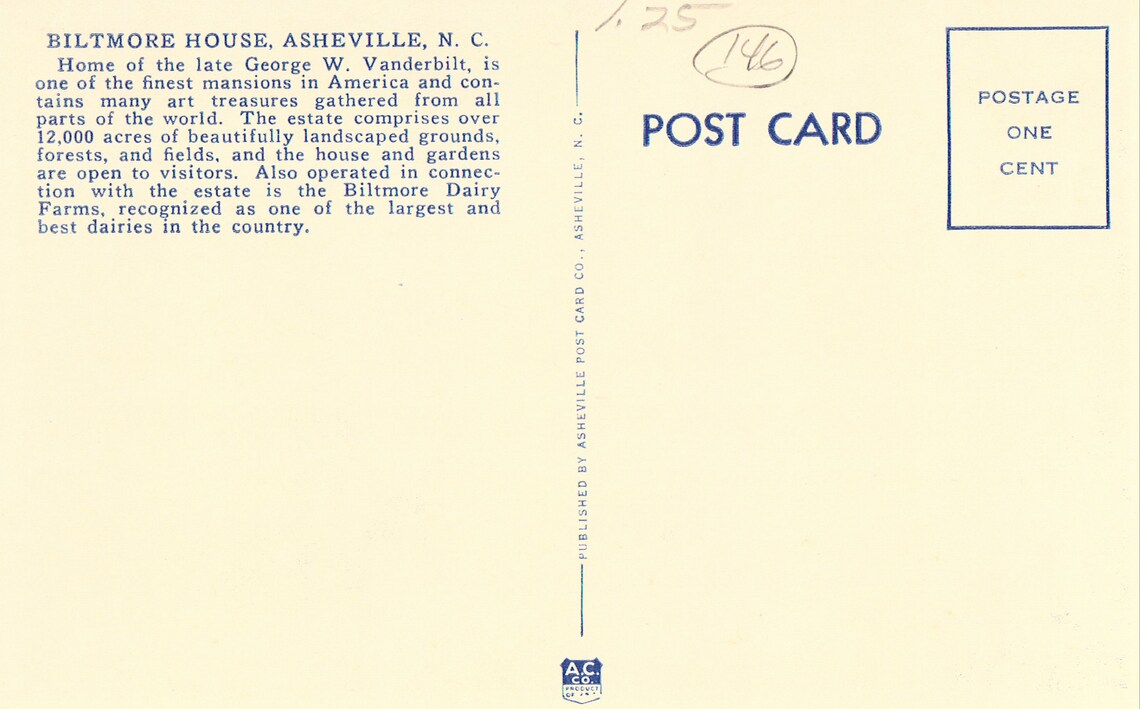 1.25
146
BILTMORE HOUSE, ASHEVILLE, N. C.
Home of the late George W. Vanderbilt, is
one of the finest mansions in America and con-
tains many art treasures gathered from all
parts of the world. The estate comprises over
12,000 acres of beautifully landscaped grounds,
forests, and fields, and the house and gardens
are open to visitors. Also operated in connec-
tion with the estate is the Biltmore Dairy
Farms, recognized as one of the largest and
best dairies in the country.
PUBLISHED BY ASHEVILLE POST CARD CO., ASHEVILLE, N. C.
POST CARD
POSTAGE
ONE
CENT
A.C.
CO.
PRODUCT
OF